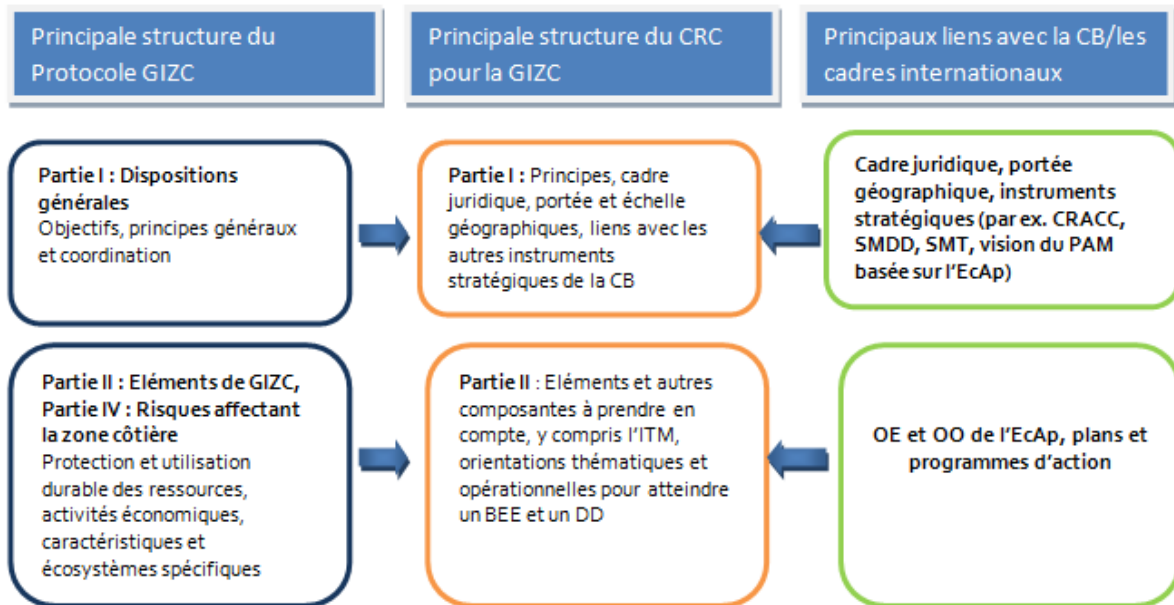 Principale structure du
Protocole GIZC
Principale structure du CRC
pour la GIZC
Principaux liens avec la CB/les
cadres internationaux
Partie I : Dispositions
générales
Objectifs, principes généraux
et coordination
Partie I : Principes, cadre
juridique, portée et échelle
géographiques, liens avec les
autres instruments
stratégiques de la CB
Cadre juridique, portée
géographique, instruments
stratégiques (par ex. CRACC,
SMDD, SMT, vision du PAM
basée sur l'EcAp)
Partie II : Eléments de GIZC,
Partie IV : Risques affectant
la zone côtière
Protection et utilisation
durable des ressources,
activités économiques,
caractéristiques et
écosystèmes spécifiques
Partie II : Eléments et autres
composantes à prendre en
compte, y compris l'ITM,
orientations thématiques et
opérationnelles pour atteindre
un BEE et un DD
OE et OO de l'EcAp, plans et
programmes d'action